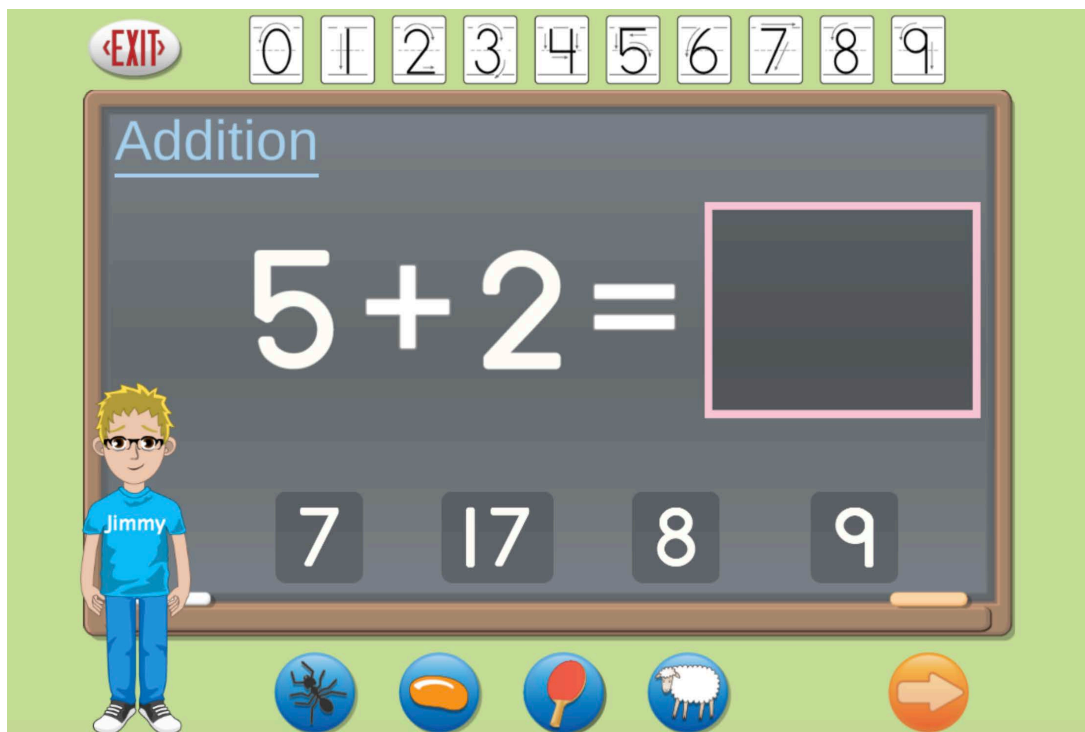 ‹EXIT›
0 1 2 3 4 5 6 7 8 9
Addition
5+2=
Jimmy
7 17 8 9